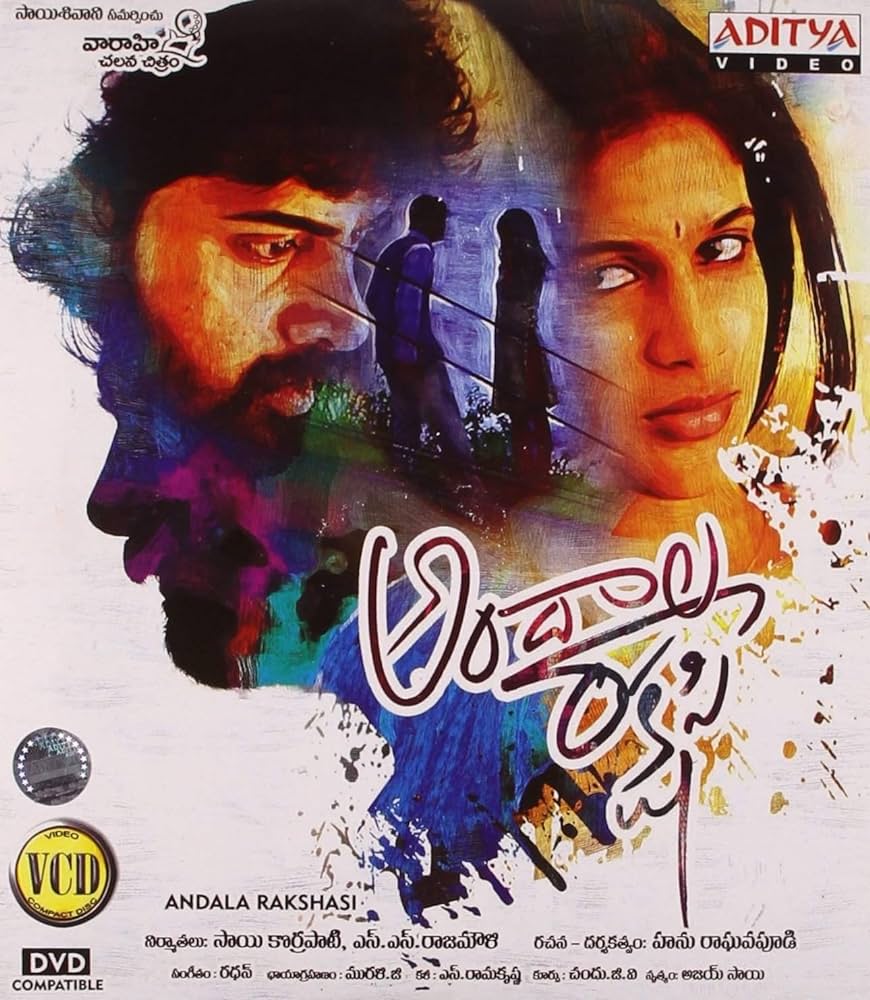 సాయిశివాని సమర్పించు
వారాహి
చలన చిత్రం
ADITYA
VIDEO
అందాల
రాక్షసి
VIDEO
VCD
COMPACT DISC
ANDALA RAKSHASI
నిర్మాతలు: సాయి కొర్రపాటి, ఎస్.ఎస్.రాజమౌళి రచన - దర్శకత్వం: హను రాఘవపూడి
DVD
COMPATIBLE
సంగీతం: రధన్ ఛాయాగ్రహణం: మురళి.జి కళ: ఎస్.రామకృష్ణ కూర్పు: చందు.జి.వి నృత్యం: అజయ్ సాయి